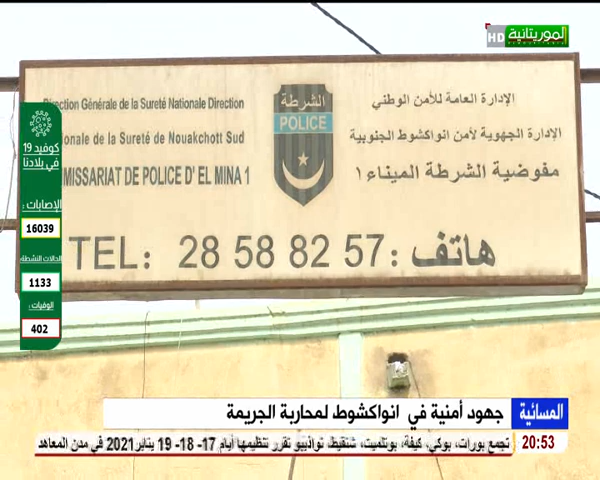 الموريتانية
HD
Direction Générale de la Sureté Nationale Direction
الإدارة العامة للأمن الوطني
الشرطة
POLICE
ionale de la Sureté de Nouakchott Sud
الإدارة الجهوية لأمن انواكشوط الجنوبية
MISSARIAT DE POLICE D' EL MINA 1
مفوضية الشرطة الميناء ١
TEL: 28 58 82 57 : هاتف
كوفيد 19
في بلادنا
الإصابات:
16039
الحالات النشطة
1133
الوفيات:
402
المسائية
جهود أمنية في انواكشوط لمحاربة الجريمة
20:53
تجمع بورات، بوكي، كيفة، بوتلميت، شنقيط، نواذيبو تقرر تنظيمها أيام 17- 18- 19 يناير2021 في مدن المعاهد